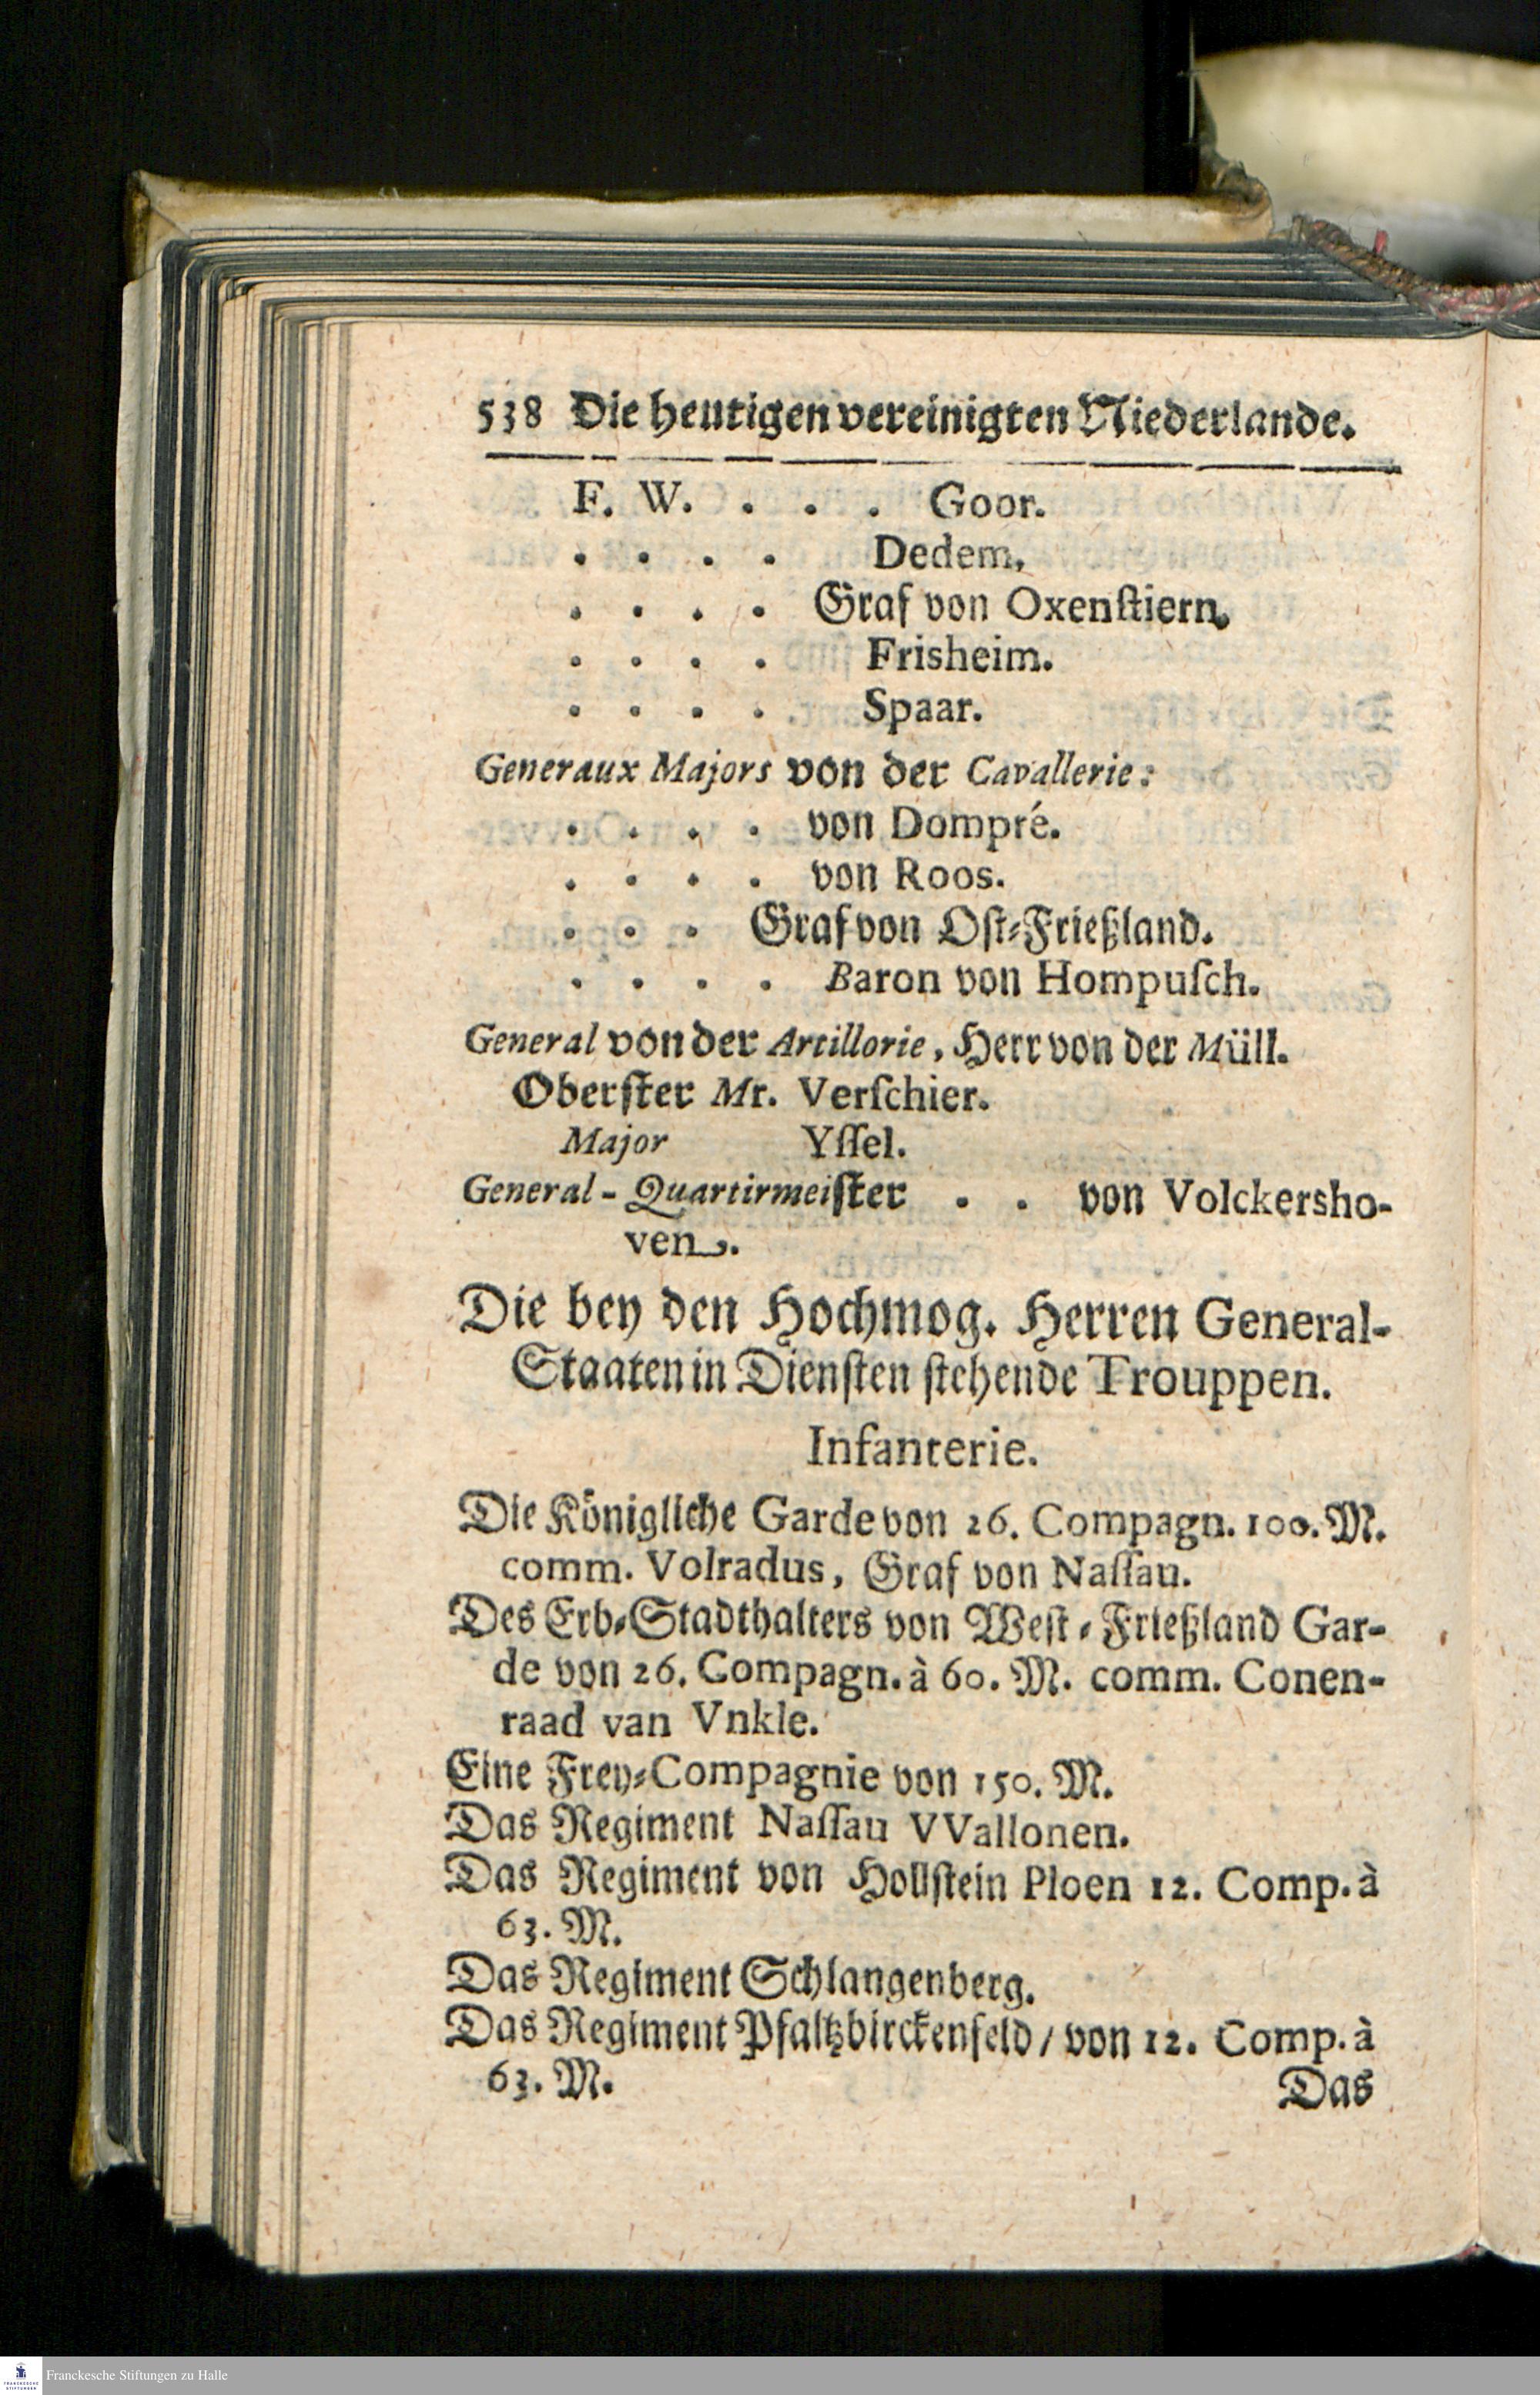 538 Die heutigen vereinigten Niederlande.
F. W. . . . Goor.
. . . . Dedem,
. . . . Graf von Oxenſtiern.
. . . . Frisheim.
. . . . Spaar.
Generaux Majors von der Cavallerie:
. . . . von Dompré.
. . . . von Roos.
. . . Graf von Oſt-Frießland.
. . . . Baron von Hompuſch.
General von der Artillorie, Herr von der Müll.
Oberſter Mr. Verſchier.
Major Yſſel.
General-Quartirmeiſter . . von Volckersho-
ven.
Die bey den Hochmog. Herren General-
Staaten in Dienſten ſtehende Trouppen.
Infanterie.
Die Königliche Garde von 26. Compagn. 100. M.
comm. Volradus, Graf von Naſſau.
Des Erb-Stadthalters von Weſt-Frießland Gar-
de von 26. Compagn. à 60. M. comm. Conen-
raad van Vnkle.
Eine Frey-Compagnie von 150. M.
Das Regiment Naſſau VVallonen.
Das Regiment von Hollſtein Ploen 12. Comp. à
63. M.
Das Regiment Schlangenberg.
Das Regiment Pfaltzbirckenfeld / von 12. Comp. à
63. M.
Das
Franckesche Stiftungen zu Halle
FRANCKESCHE
STIFTUNGEN